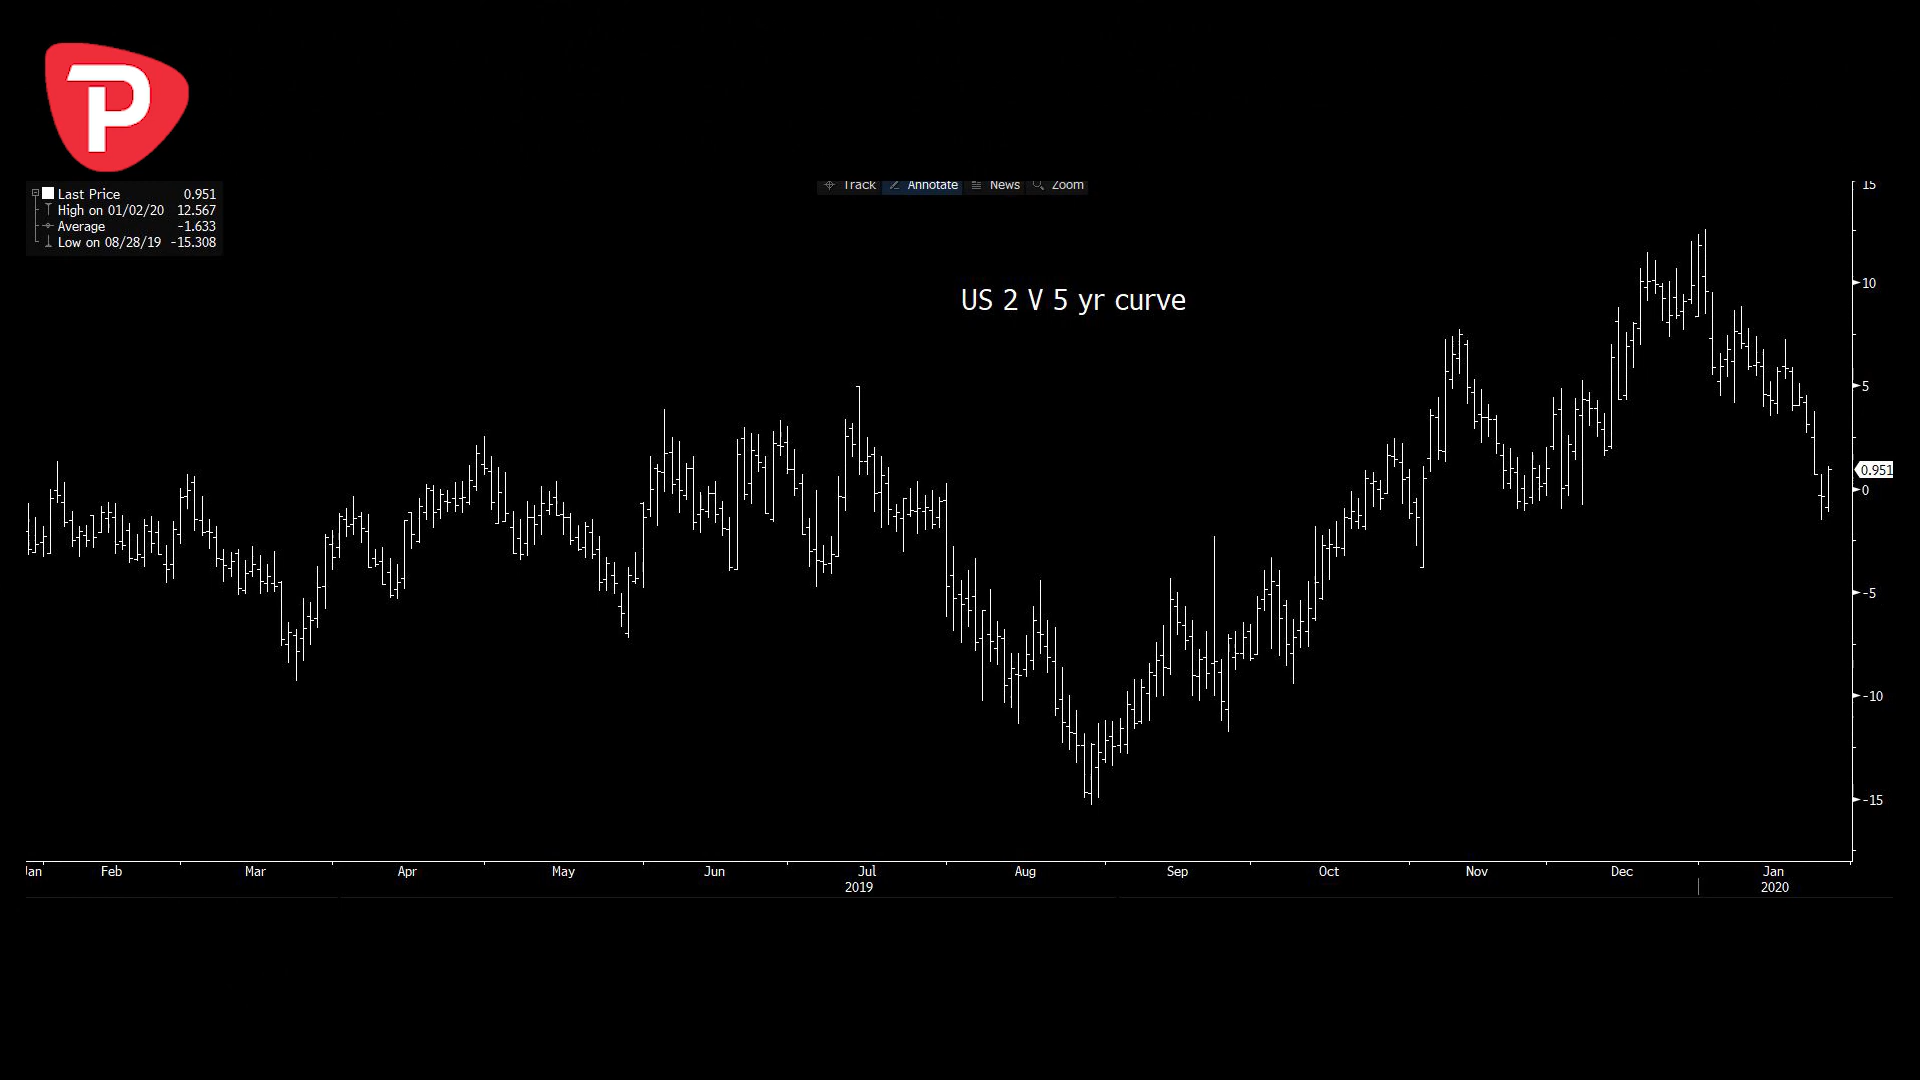 P
Last Price 0.951
High on 01/02/20 12.567
Average -1.633
Low on 08/28/19 -15.308
Track Annotate News Zoom
US 2 V 5 yr curve
15
10
5
0.951
0
-5
-10
-15
Jan Feb Mar Apr May Jun Jul Aug Sep Oct Nov Dec Jan
2019 2020